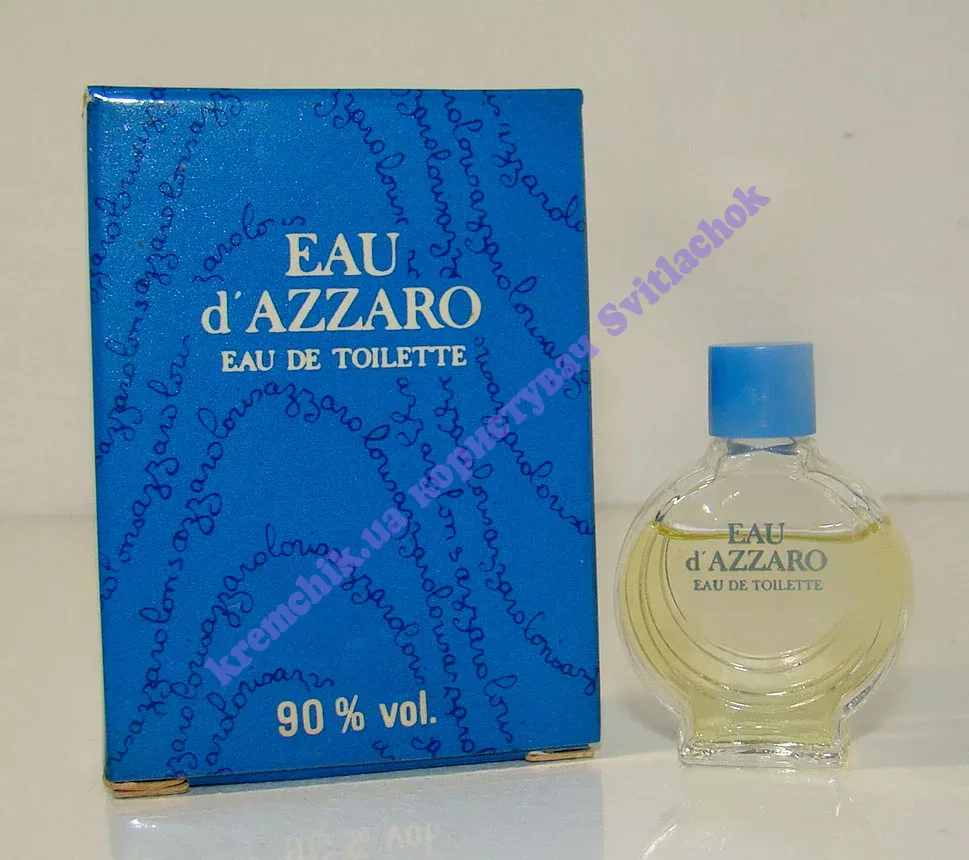 EAU
d'AZZARO
EAU DE TOILETTE
90 % vol.
EAU
d'AZZARO
EAU DE TOILETTE
kremchik.ua користувач Svitlachok